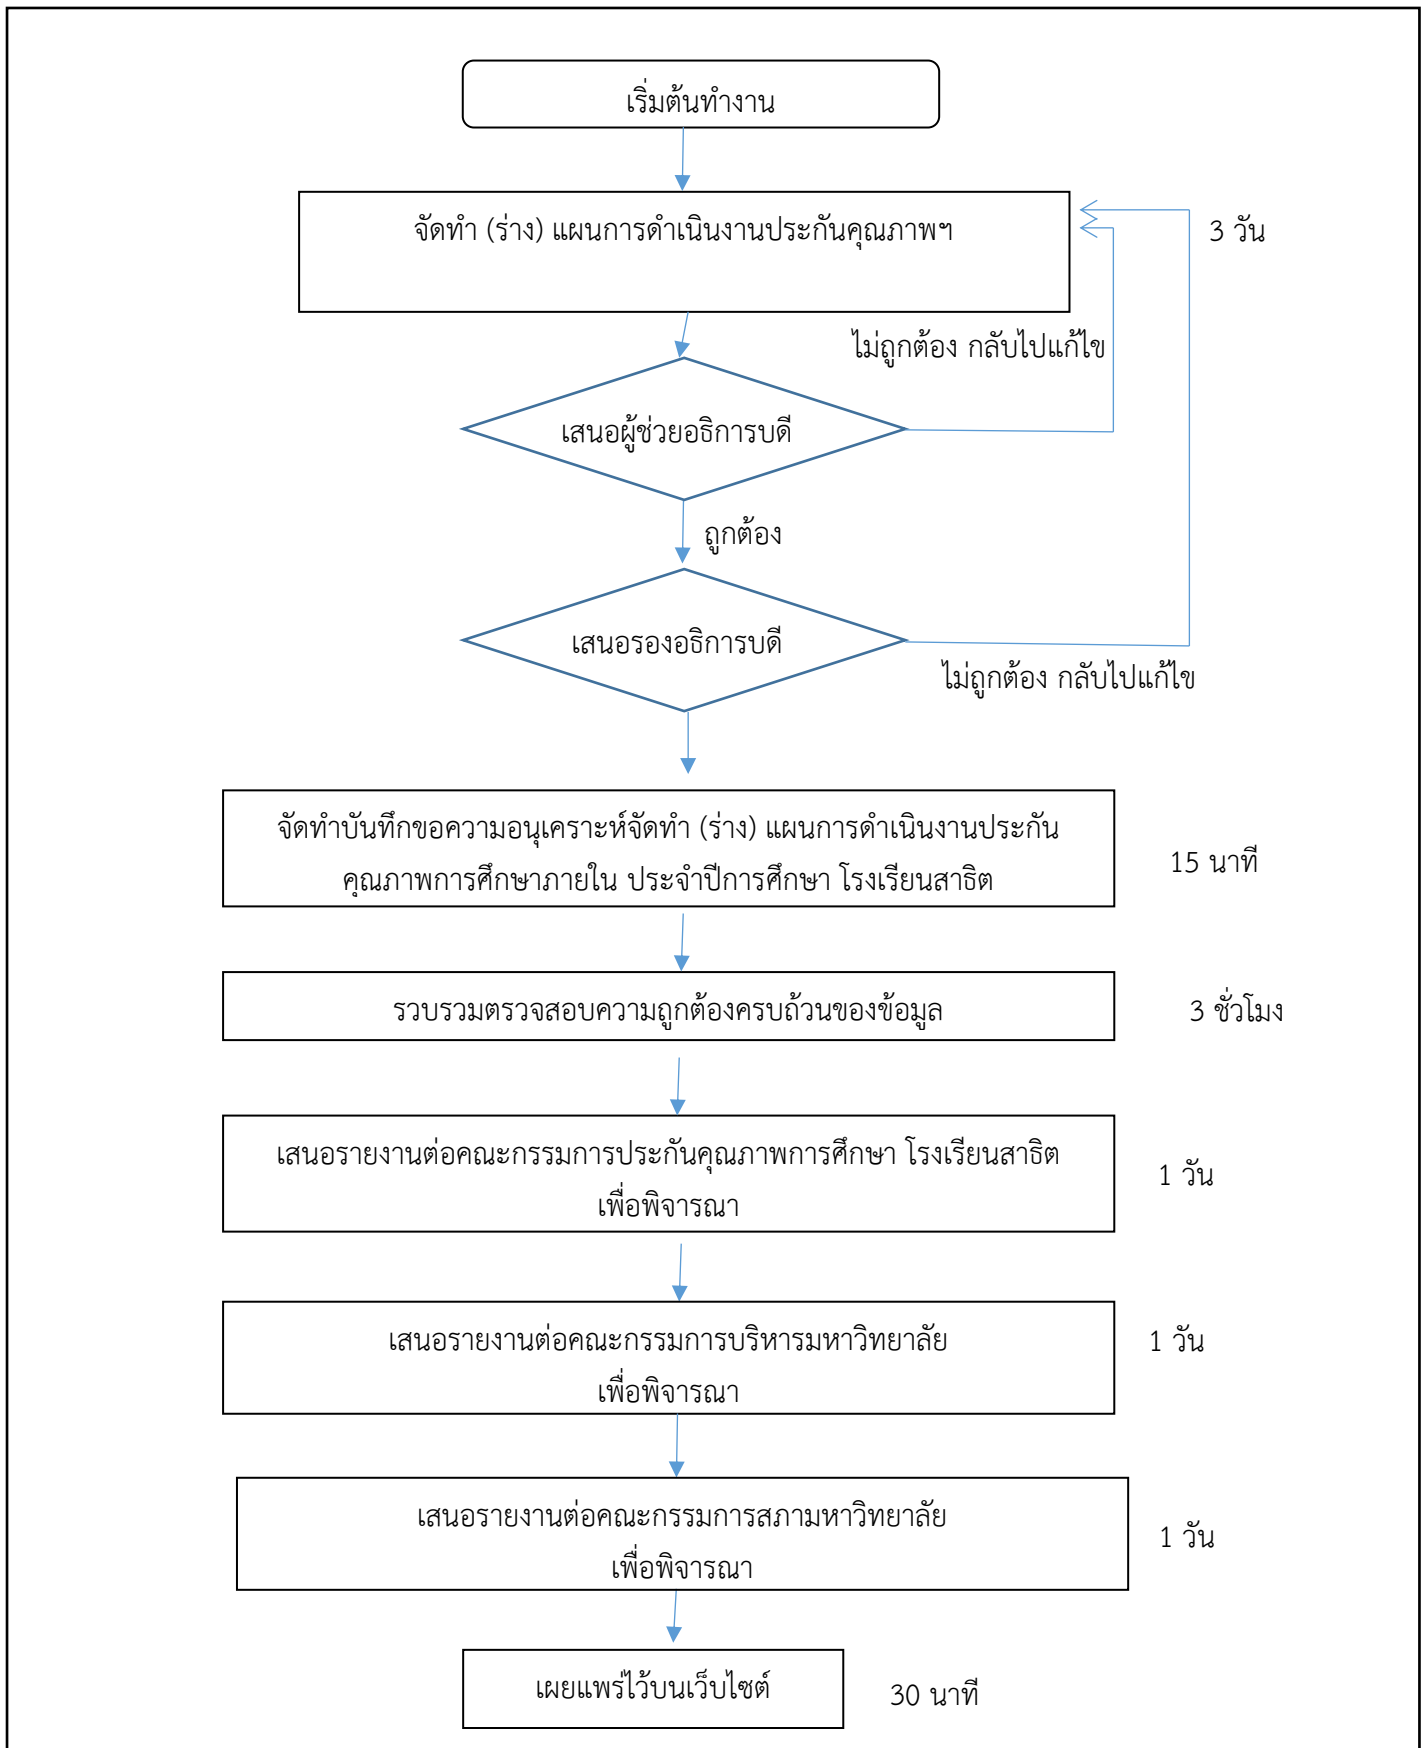 เริ่มต้นทำงาน
จัดทำ (ร่าง) แผนการดำเนินงานประกันคุณภาพฯ
3 วัน
ไม่ถูกต้อง กลับไปแก้ไข
เสนอผู้ช่วยอธิการบดี
ถูกต้อง
เสนอรองอธิการบดี
ไม่ถูกต้อง กลับไปแก้ไข
จัดทำบันทึกขอความอนุเคราะห์จัดทำ (ร่าง) แผนการดำเนินงานประกัน
คุณภาพการศึกษาภายใน ประจำปีการศึกษา โรงเรียนสาธิต
15 นาที
รวบรวมตรวจสอบความถูกต้องครบถ้วนของข้อมูล
3 ชั่วโมง
เสนอรายงานต่อคณะกรรมการประกันคุณภาพการศึกษา โรงเรียนสาธิต
เพื่อพิจารณา
1 วัน
เสนอรายงานต่อคณะกรรมการบริหารมหาวิทยาลัย
เพื่อพิจารณา
1 วัน
เสนอรายงานต่อคณะกรรมการสภามหาวิทยาลัย
เพื่อพิจารณา
1 วัน
เผยแพร่ไว้บนเว็บไซต์
30 นาที